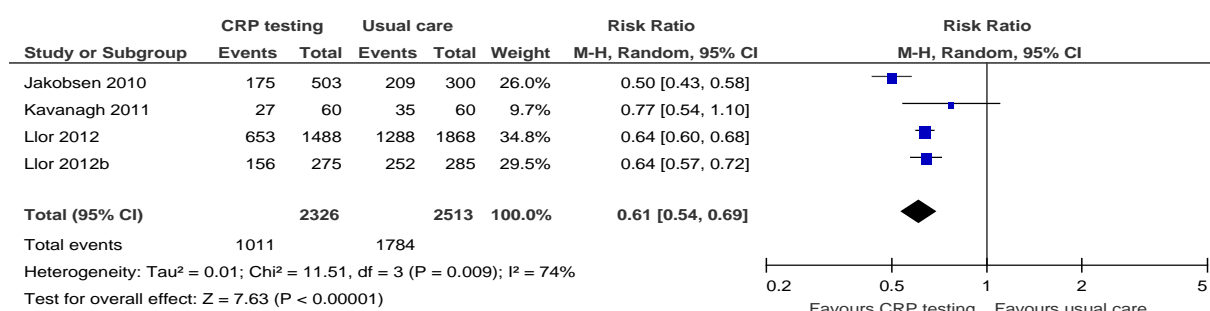 CRP testing Usual care Risk Ratio Risk Ratio
Study or Subgroup Events Total Events Total Weight M-H, Random, 95% CI M-H, Random, 95% CI
Jakobsen 2010 175 503 209 300 26.0% 0.50 [0.43, 0.58]
Kavanagh 2011 27 60 35 60 9.7% 0.77 [0.54, 1.10]
Llor 2012 653 1488 1288 1868 34.8% 0.64 [0.60, 0.68]
Llor 2012b 156 275 252 285 29.5% 0.64 [0.57, 0.72]
Total (95% CI) 2326 2513 100.0% 0.61 [0.54, 0.69]
Total events 1011 1784
Heterogeneity: Tau² = 0.01; Chi² = 11.51, df = 3 (P = 0.009); I² = 74%
Test for overall effect: Z = 7.63 (P < 0.00001)
0.2 0.5 1 2 5
Favours CRP testing Favours usual care